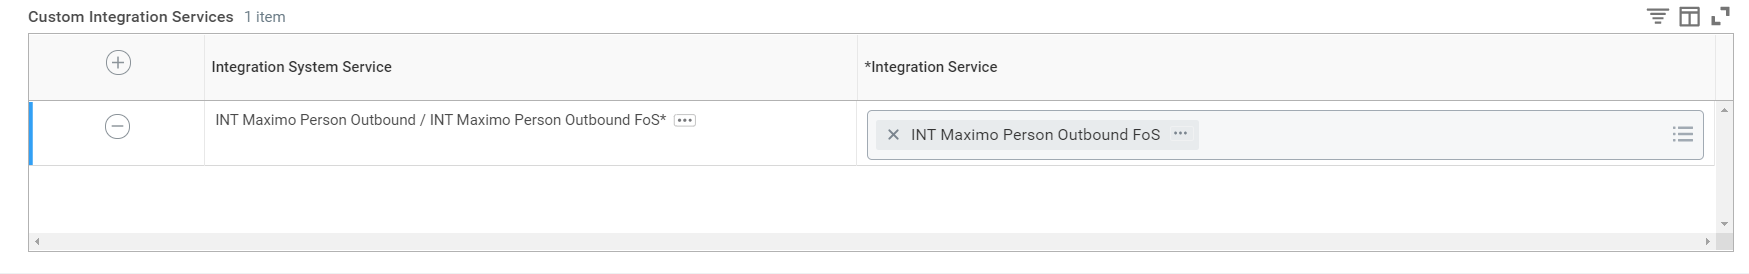 Custom Integration Services 1 item
Integration System Service *Integration Service
INT Maximo Person Outbound / INT Maximo Person Outbound FoS* INT Maximo Person Outbound FoS